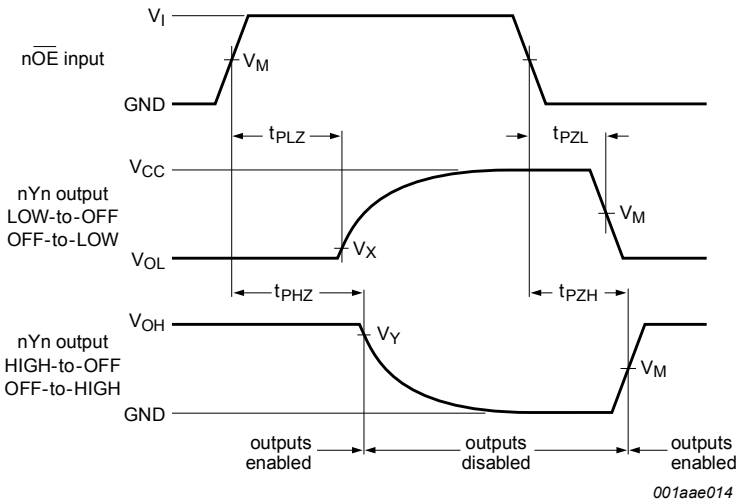 V_I
nO̅E̅ input
V_M
GND
t_PLZ
t_PZL
V_CC
nYn output
LOW-to-OFF
OFF-to-LOW
V_M
V_X
V_OL
t_PHZ
t_PZH
V_OH
V_Y
nYn output
HIGH-to-OFF
OFF-to-HIGH
V_M
GND
outputs
enabled
outputs
disabled
outputs
enabled
001aae014